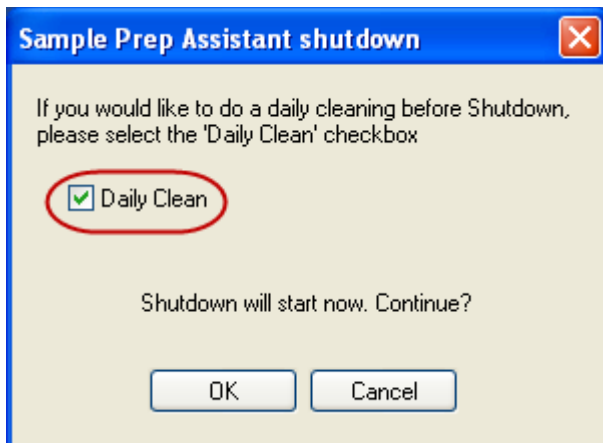 Sample Prep Assistant shutdown
If you would like to do a daily cleaning before Shutdown,
please select the 'Daily Clean' checkbox
Daily Clean
Shutdown will start now. Continue?
OK
Cancel